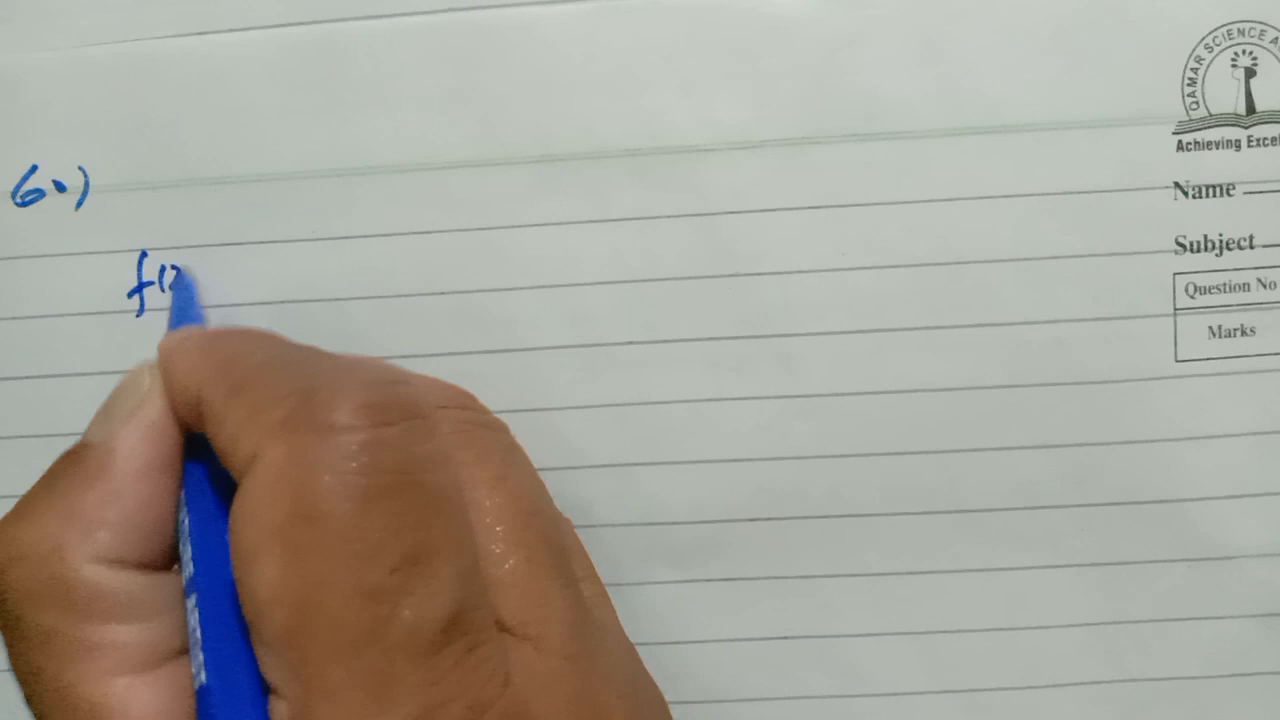 6.)
f(
QAMAR SCIENCE A
Achieving Excel
Name
Subject
Question No
Marks